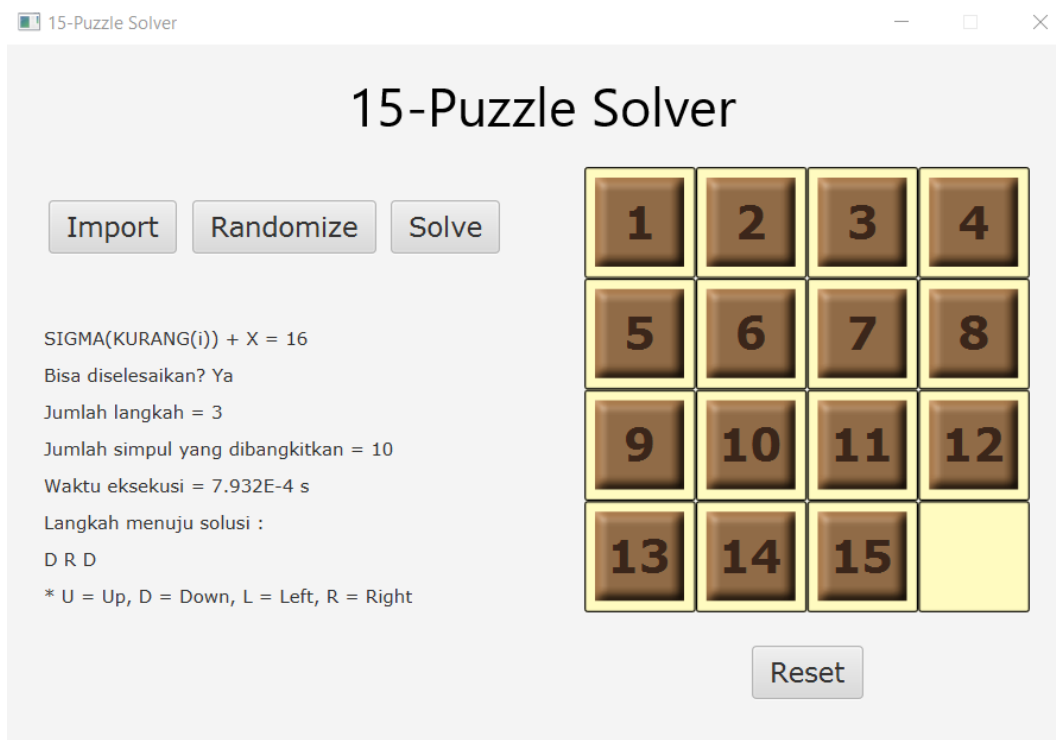 15-Puzzle Solver
15-Puzzle Solver
Import Randomize Solve
SIGMA(KURANG(i)) + X = 16
Bisa diselesaikan? Ya
Jumlah langkah = 3
Jumlah simpul yang dibangkitkan = 10
Waktu eksekusi = 7.932E-4 s
Langkah menuju solusi :
D R D
* U = Up, D = Down, L = Left, R = Right
1 2 3 4
5 6 7 8
9 10 11 12
13 14 15
Reset